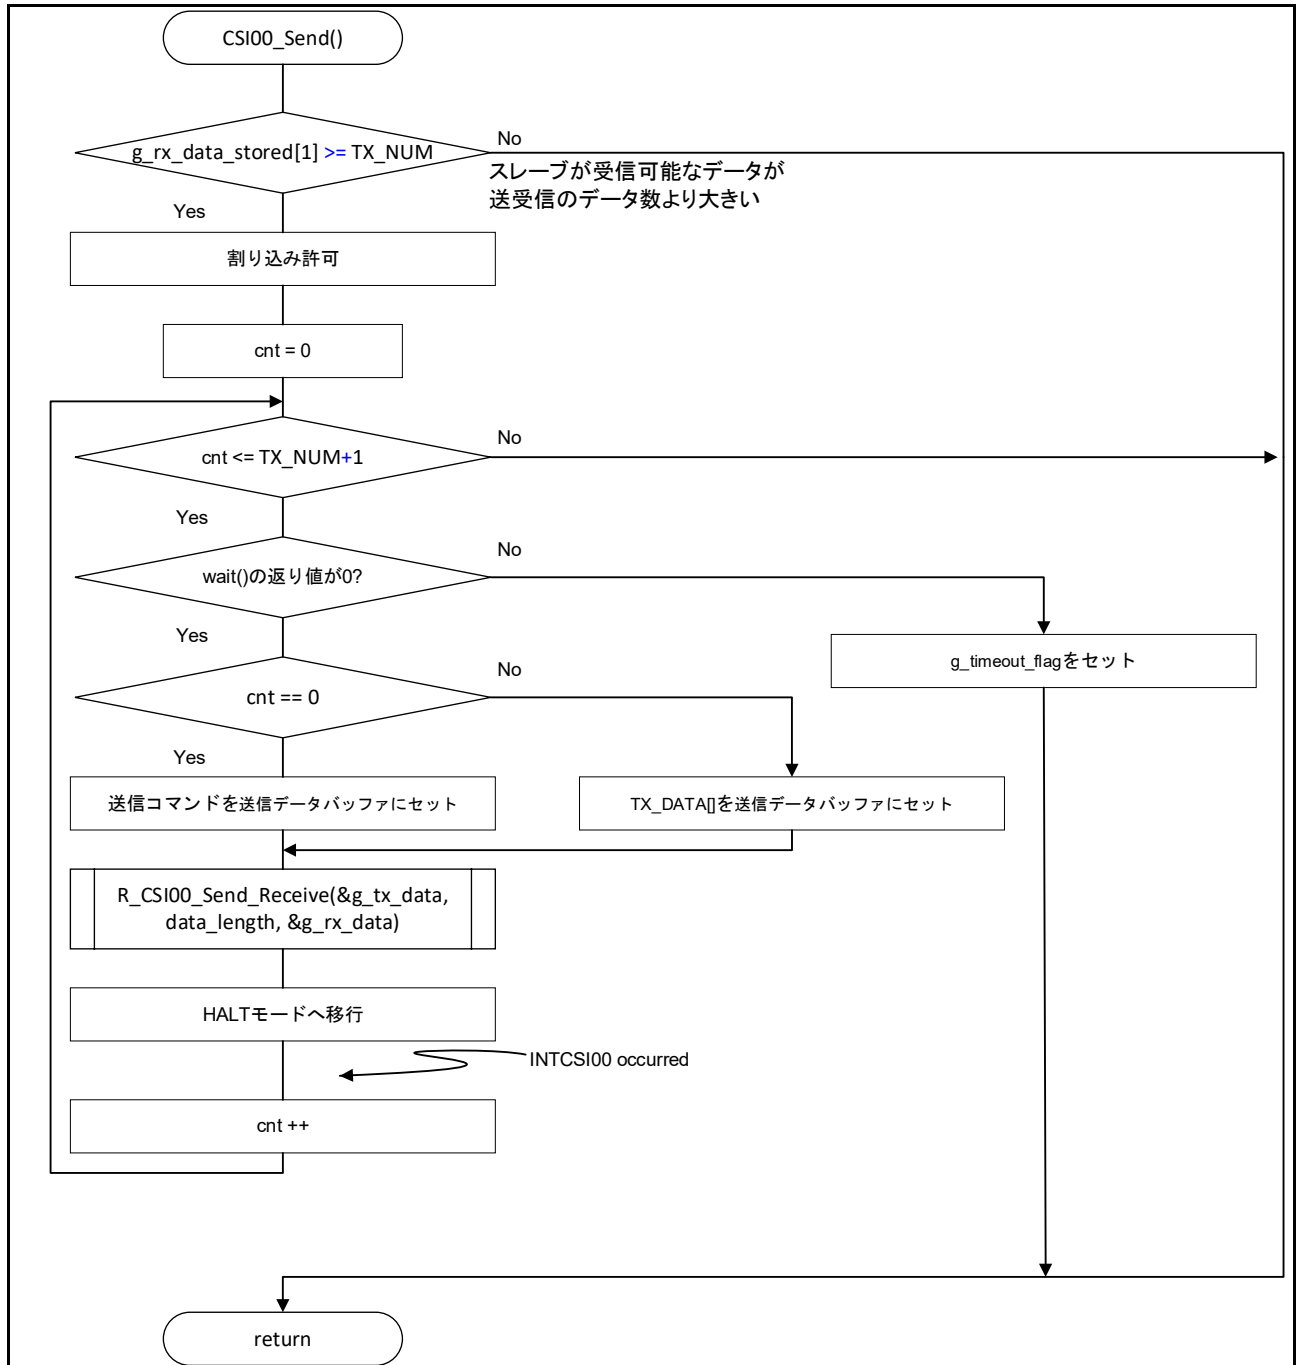 CSI00_Send()
g_rx_data_stored[1] >= TX_NUM
No
スレーブが受信可能なデータが
送受信のデータ数より大きい
Yes
割り込み許可
cnt = 0
cnt <= TX_NUM+1
No
Yes
wait()の返り値が0?
No
Yes
g_timeout_flagをセット
cnt == 0
No
Yes
送信コマンドを送信データバッファにセット
TX_DATA[]を送信データバッファにセット
R_CSI00_Send_Receive(&g_tx_data,
data_length, &g_rx_data)
HALTモードへ移行
INTCSI00 occurred
cnt ++
return